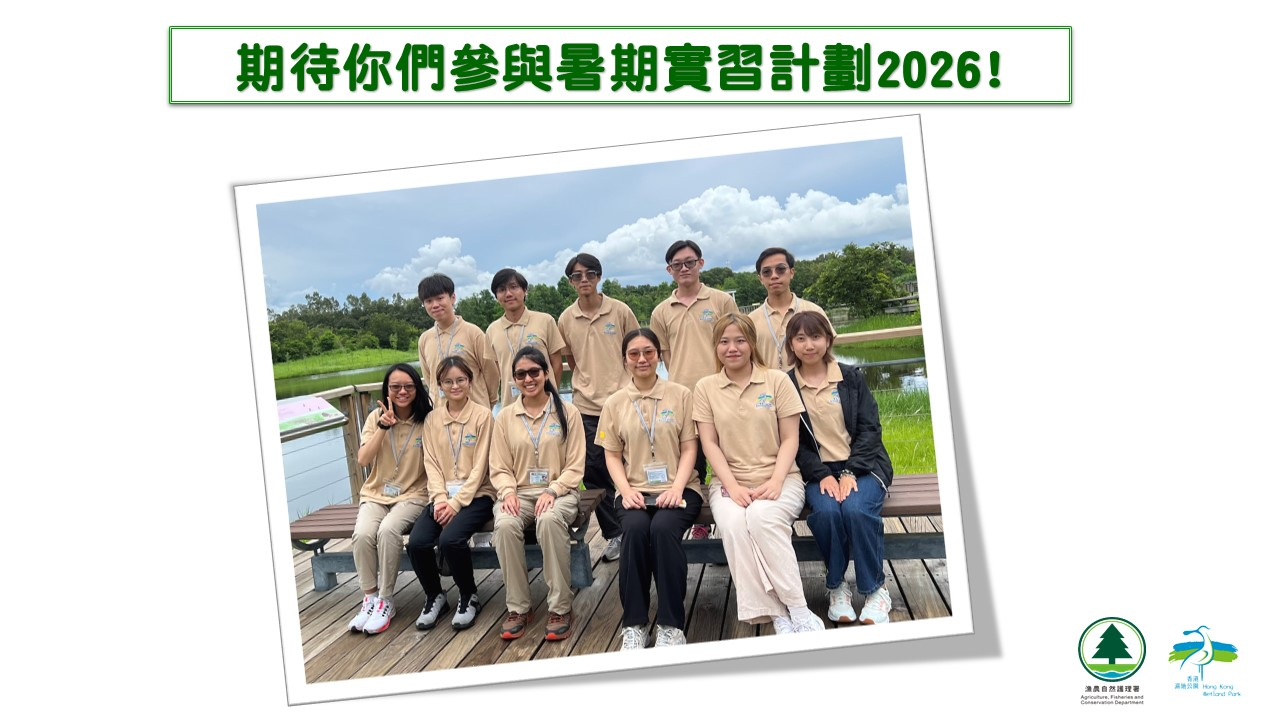 期待你們參與暑期實習計劃2026!
漁農自然護理署
Agriculture, Fisheries and
Conservation Department
香港
濕地公園
Hong Kong
Wetland Park